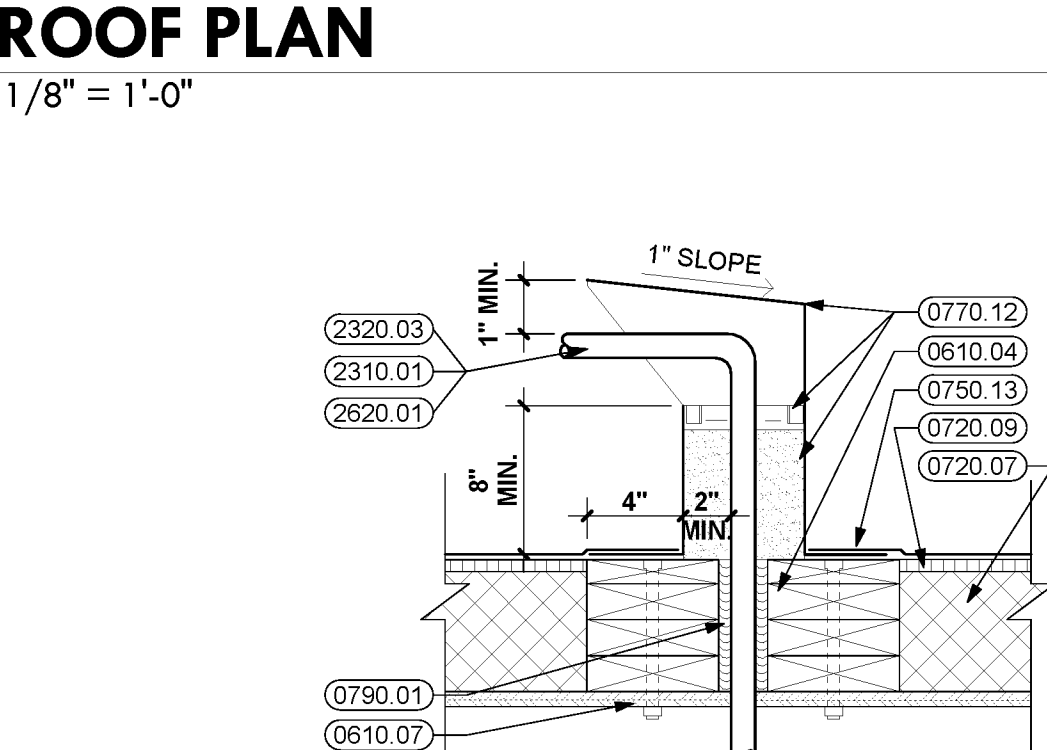 ROOF PLAN
1/8" = 1'-0"
1" SLOPE
1" MIN.
2320.03
2310.01
2620.01
0770.12
0610.04
0750.13
0720.09
0720.07
8"
MIN.
4"
2"
MIN.
0790.01
0610.07